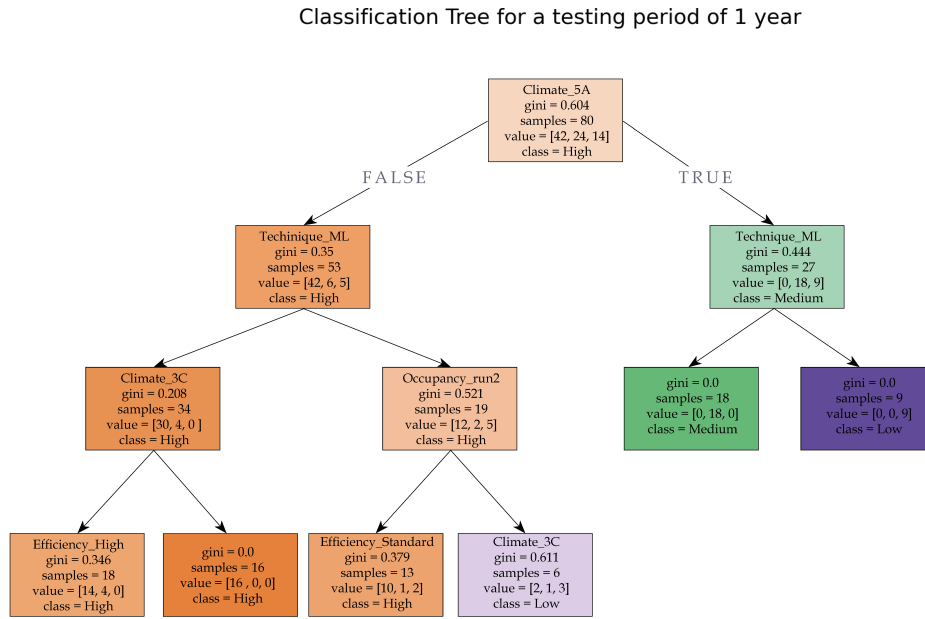 Classification Tree for a testing period of 1 year
Climate_5A
gini = 0.604
samples = 80
value = [42, 24, 14]
class = High
FALSE
TRUE
Techinique_ML
gini = 0.35
samples = 53
value = [42, 6, 5]
class = High
Technique_ML
gini = 0.444
samples = 27
value = [0, 18, 9]
class = Medium
Climate_3C
gini = 0.208
samples = 34
value = [30, 4, 0 ]
class = High
Occupancy_run2
gini = 0.521
samples = 19
value = [12, 2, 5]
class = High
gini = 0.0
samples = 18
value = [0, 18, 0]
class = Medium
gini = 0.0
samples = 9
value = [0, 0, 9]
class = Low
Efficiency_High
gini = 0.346
samples = 18
value = [14, 4, 0]
class = High
gini = 0.0
samples = 16
value = [16 , 0, 0]
class = High
Efficiency_Standard
gini = 0.379
samples = 13
value = [10, 1, 2]
class = High
Climate_3C
gini = 0.611
samples = 6
value = [2, 1, 3]
class = Low